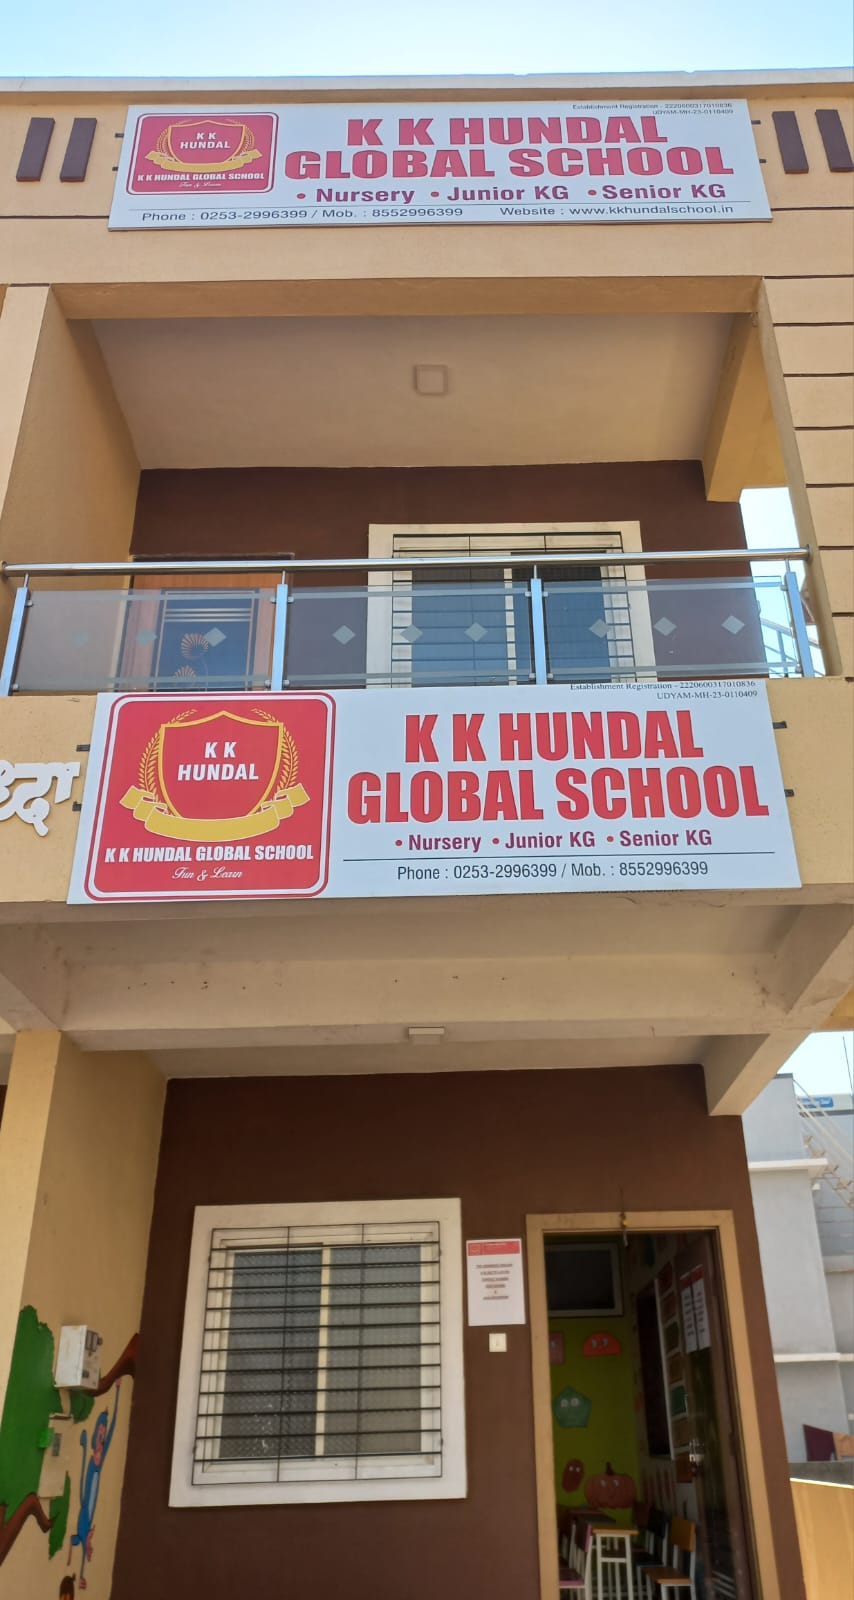 Establishment Registration - 2220600317010836
UDYAM-MH-23-0110409
K K
HUNDAL
K K HUNDAL GLOBAL SCHOOL
Fun & Learn
K K HUNDAL
GLOBAL SCHOOL
• Nursery • Junior KG • Senior KG
Phone : 0253-2996399 / Mob. : 8552996399 Website : www.kkhundalschool.in
Establishment Registration - 2220600317010836
UDYAM-MH-23-0110409
K K
HUNDAL
K K HUNDAL GLOBAL SCHOOL
Fun & Learn
K K HUNDAL
GLOBAL SCHOOL
• Nursery • Junior KG • Senior KG
Phone : 0253-2996399 / Mob. : 8552996399